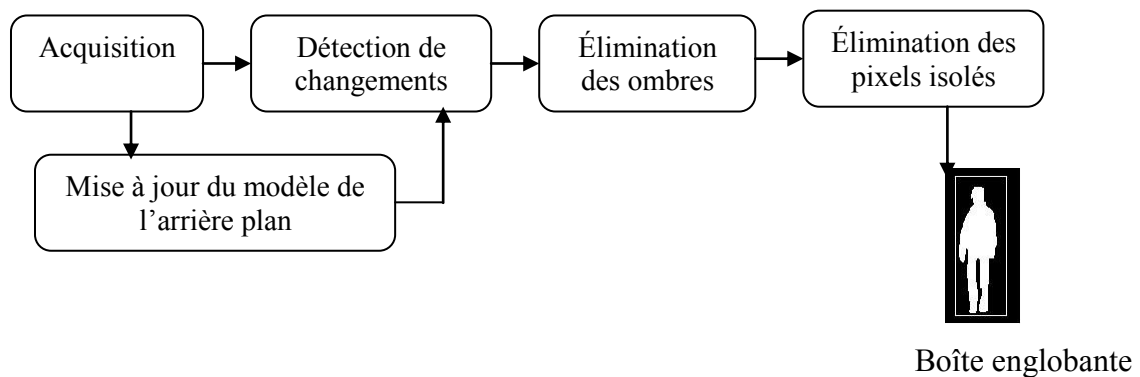 Acquisition
Détection de
changements
Élimination
des ombres
Élimination des
pixels isolés
Mise à jour du modèle de
l’arrière plan
Boîte englobante